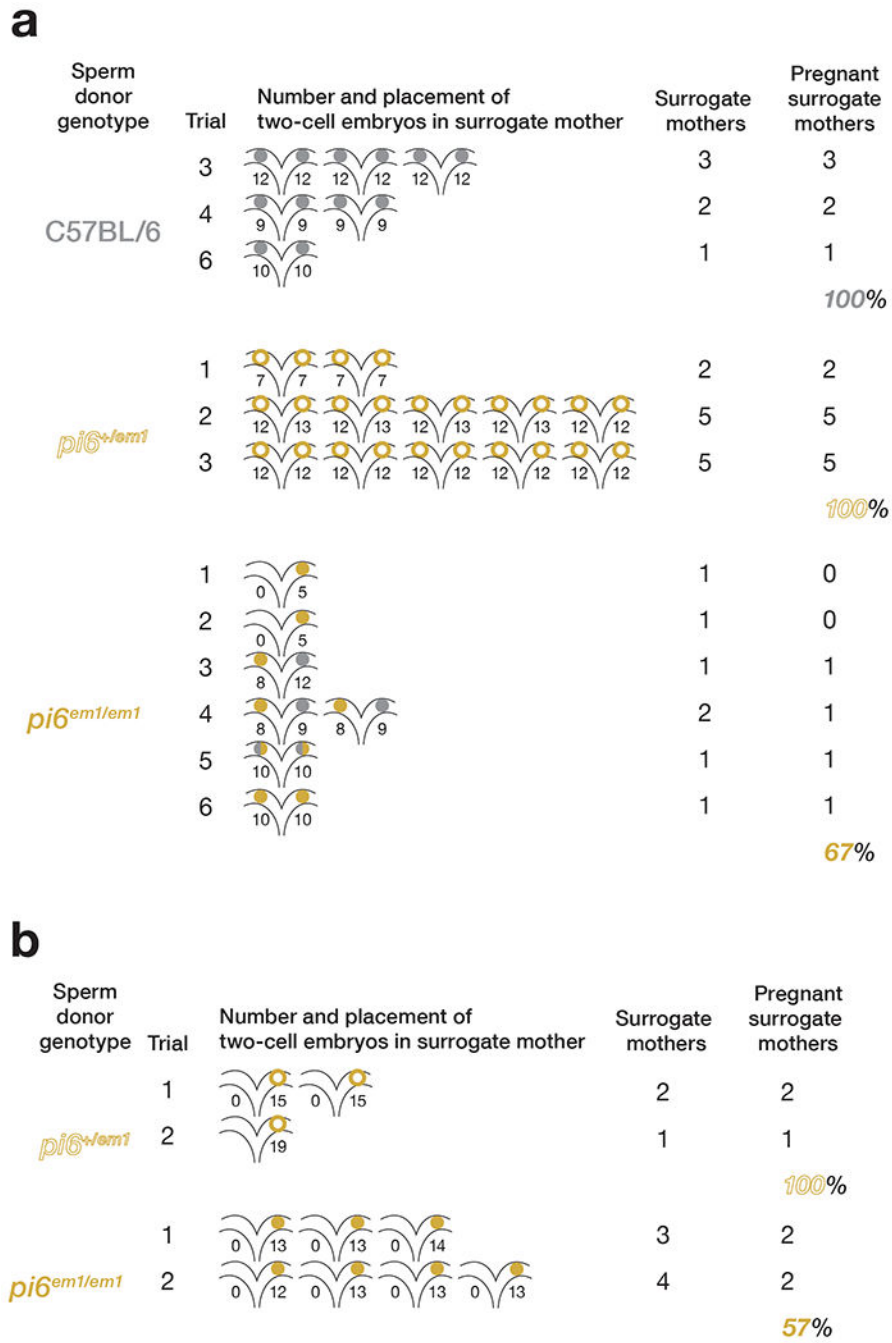 a
Sperm
donor
genotype
Trial
Number and placement of
two-cell embryos in surrogate mother
Surrogate
mothers
Pregnant
surrogate
mothers
C57BL/6
3
12 12 12 12 12 12
3
3
4
9 9 9 9
2
2
6
10 10
1
1
100%
pi6+/em1
1
7 7 7 7
2
2
2
12 13 12 13 12 13 12 13 12 12
5
5
3
12 12 12 12 12 12 12 12 12 12
5
5
100%
pi6em1/em1
1
0 5
1
0
2
0 5
1
0
3
8 12
1
1
4
8 9 8 9
2
1
5
10 10
1
1
6
10 10
1
1
67%
b
Sperm
donor
genotype
Trial
Number and placement of
two-cell embryos in surrogate mother
Surrogate
mothers
Pregnant
surrogate
mothers
pi6+/em1
1
0 15 0 15
2
2
2
19
1
1
100%
pi6em1/em1
1
0 13 0 13 0 14
3
2
2
0 12 0 13 0 13 0 13
4
2
57%